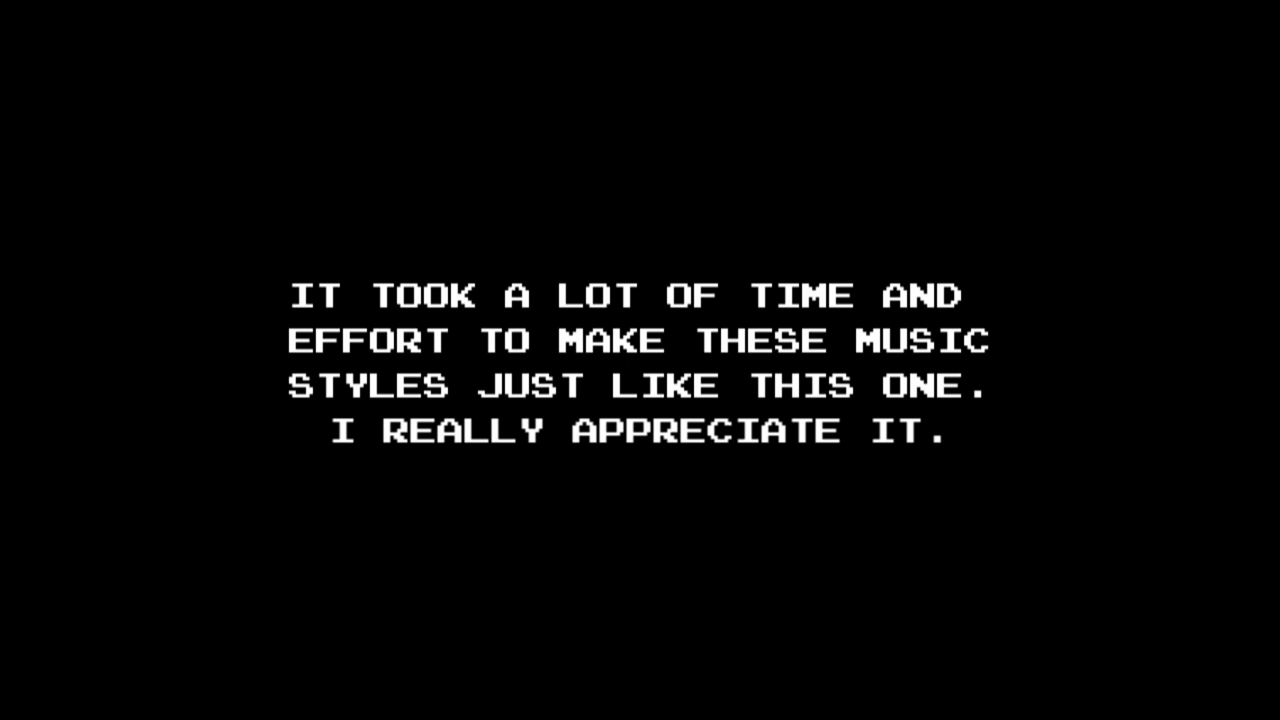 IT TOOK A LOT OF TIME AND
EFFORT TO MAKE THESE MUSIC
STYLES JUST LIKE THIS ONE.
I REALLY APPRECIATE IT.